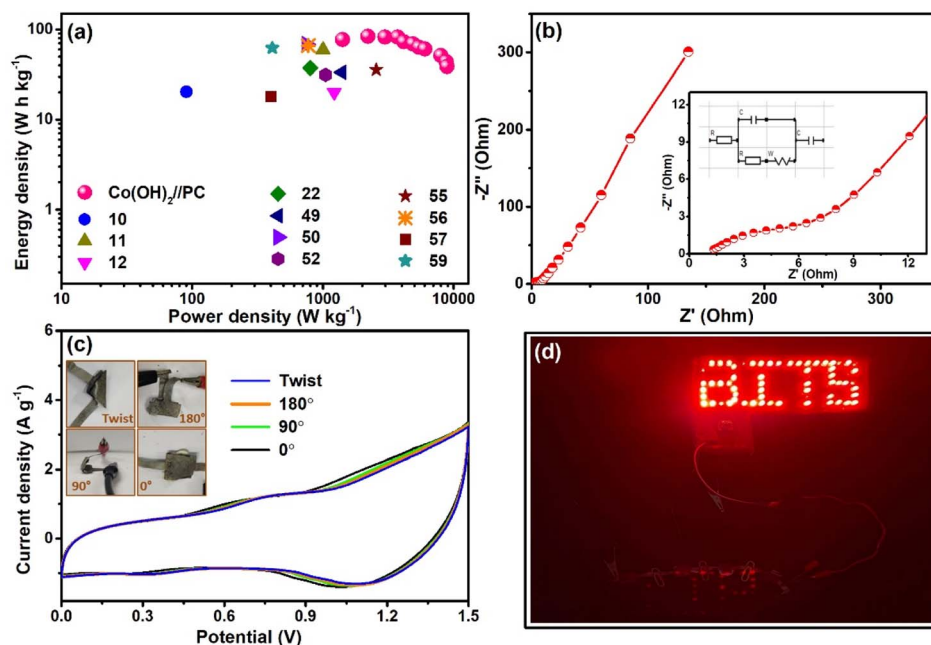 (a)
Energy density (W h kg⁻¹)
100
10
1
Co(OH)₂//PC
10
11
12
22
49
50
52
55
56
57
59
10
100
1000
10000
Power density (W kg⁻¹)
(b)
-Z'' (Ohm)
300
200
100
0
0
150
300
Z' (Ohm)
-Z'' (Ohm)
12
9
6
3
0
3
6
9
12
Z' (Ohm)
R
C
R
W
C
(c)
Current density (A g⁻¹)
6
4
2
0
-4
Twist
180°
90°
0°
Twist
180°
90°
0°
0.0
0.3
0.6
0.9
1.2
1.5
Potential (V)
(d)
BITS